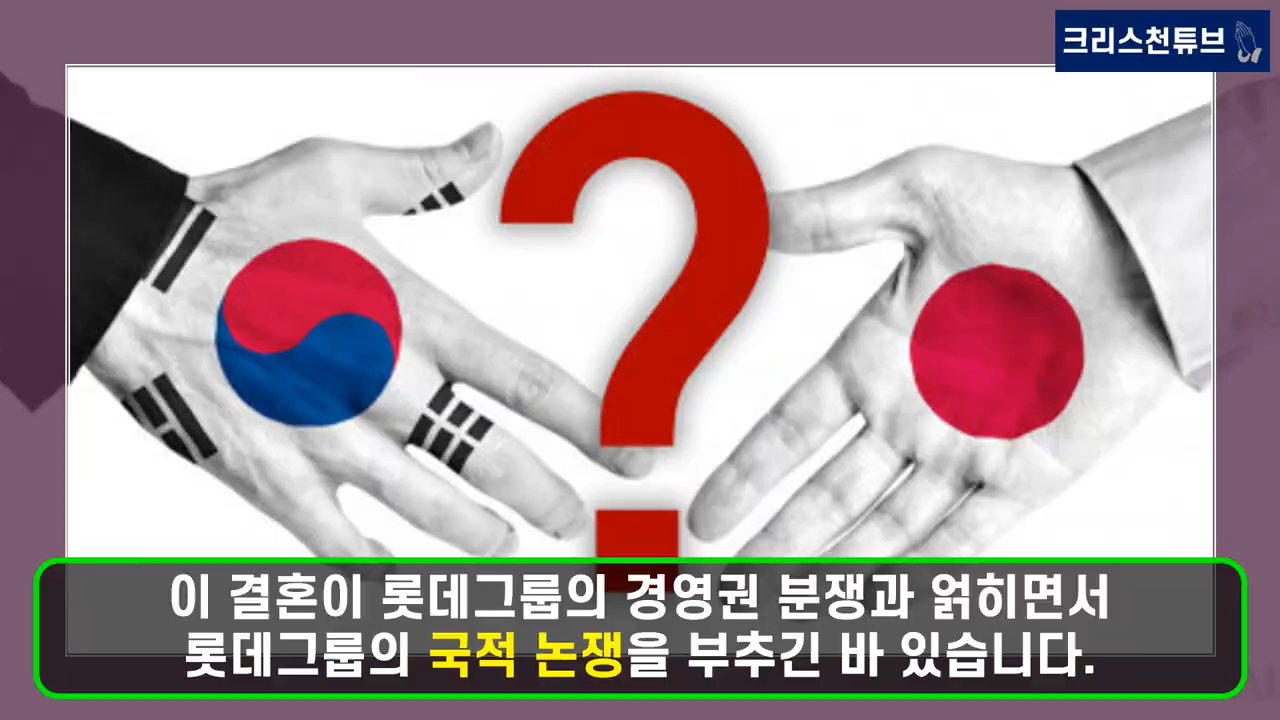 크리스천튜브
이 결혼이 롯데그룹의 경영권 분쟁과 얽히면서
롯데그룹의 국적 논쟁을 부추긴 바 있습니다.